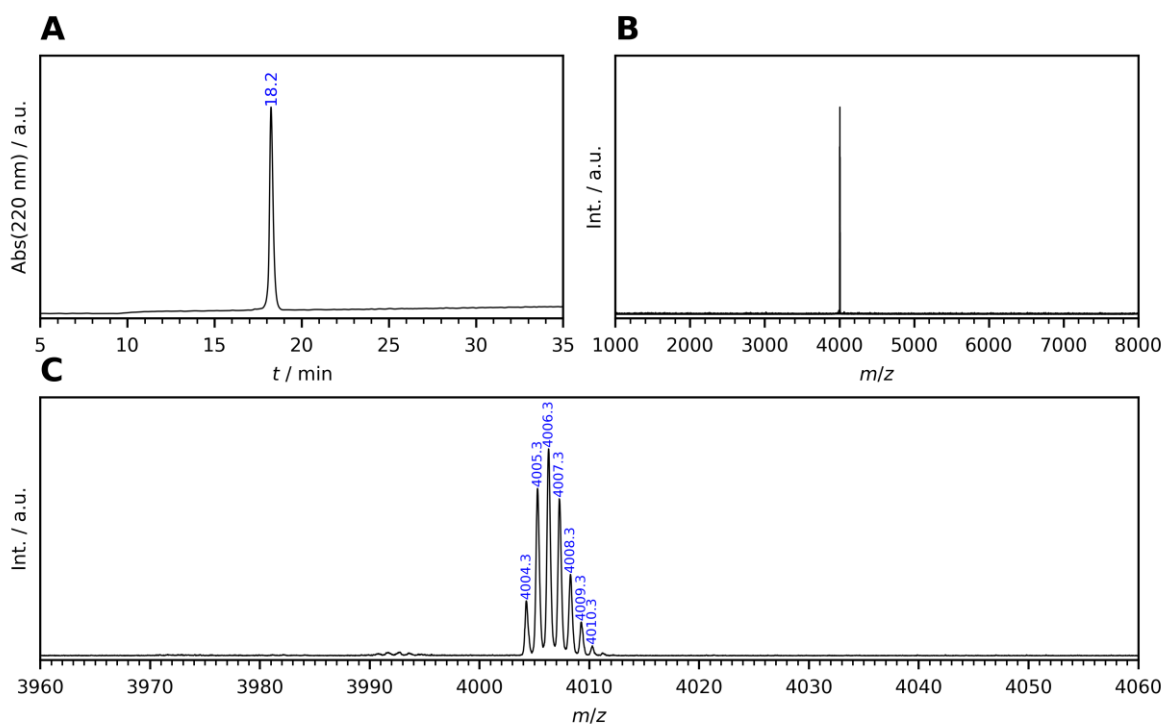 A
Abs(220 nm) / a.u.
18.2
5 10 15 20 25 30 35
t / min
B
Int. / a.u.
1000 2000 3000 4000 5000 6000 7000 8000
m/z
C
Int. / a.u.
4004.3
4005.3
4006.3
4007.3
4008.3
4009.3
4010.3
3960 3970 3980 3990 4000 4010 4020 4030 4040 4050 4060
m/z